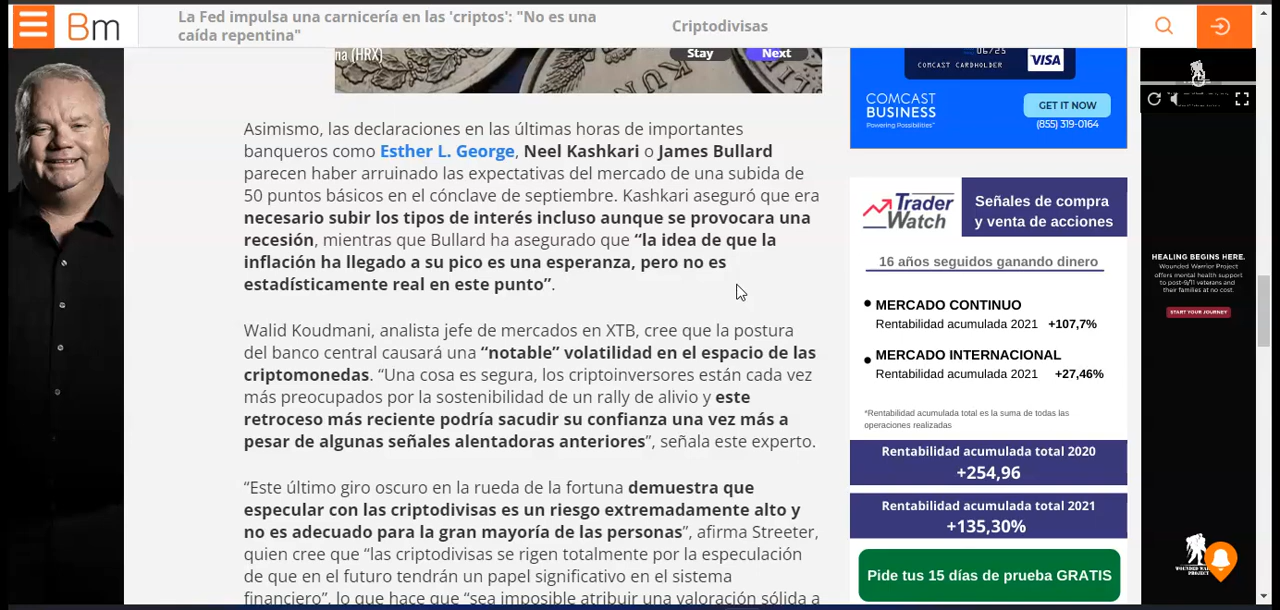 Bm
La Fed impulsa una carnicería en las 'criptos': "No es una
caída repentina"
Criptodivisas
na (HRX)
Stay
Next
Asimismo, las declaraciones en las últimas horas de importantes
banqueros como Esther L. George, Neel Kashkari o James Bullard
parecen haber arruinado las expectativas del mercado de una subida de
50 puntos básicos en el cónclave de septiembre. Kashkari aseguró que era
necesario subir los tipos de interés incluso aunque se provocara una
recesión, mientras que Bullard ha asegurado que “la idea de que la
inflación ha llegado a su pico es una esperanza, pero no es
estadísticamente real en este punto”.
Walid Koudmani, analista jefe de mercados en XTB, cree que la postura
del banco central causará una “notable” volatilidad en el espacio de las
criptomonedas. “Una cosa es segura, los criptoinversores están cada vez
más preocupados por la sostenibilidad de un rally de alivio y este
retroceso más reciente podría sacudir su confianza una vez más a
pesar de algunas señales alentadoras anteriores”, señala este experto.
“Este último giro oscuro en la rueda de la fortuna demuestra que
especular con las criptodivisas es un riesgo extremadamente alto y
no es adecuado para la gran mayoría de las personas”, afirma Streeter,
quien cree que “las criptodivisas se rigen totalmente por la especulación
de que en el futuro tendrán un papel significativo en el sistema
financiero”, lo que hace que “sea imposible atribuir una valoración sólida a
06/25
COMCAST CARDHOLDER
VISA
COMCAST
BUSINESS
Powering Possibilities™
GET IT NOW
(855) 319-0164
Trader
Watch
Señales de compra
y venta de acciones
16 años seguidos ganando dinero
MERCADO CONTINUO
Rentabilidad acumulada 2021 +107,7%
MERCADO INTERNACIONAL
Rentabilidad acumulada 2021 +27,46%
*Rentabilidad acumulada total es la suma de todas las
operaciones realizadas
Rentabilidad acumulada total 2020
+254,96
Rentabilidad acumulada total 2021
+135,30%
Pide tus 15 días de prueba GRATIS
HEALING BEGINS HERE.
Wounded Warrior Project
offers mental health support
to post-9/11 veterans and
their families at no cost.
START YOUR JOURNEY
WOUNDED WA
PROJECT